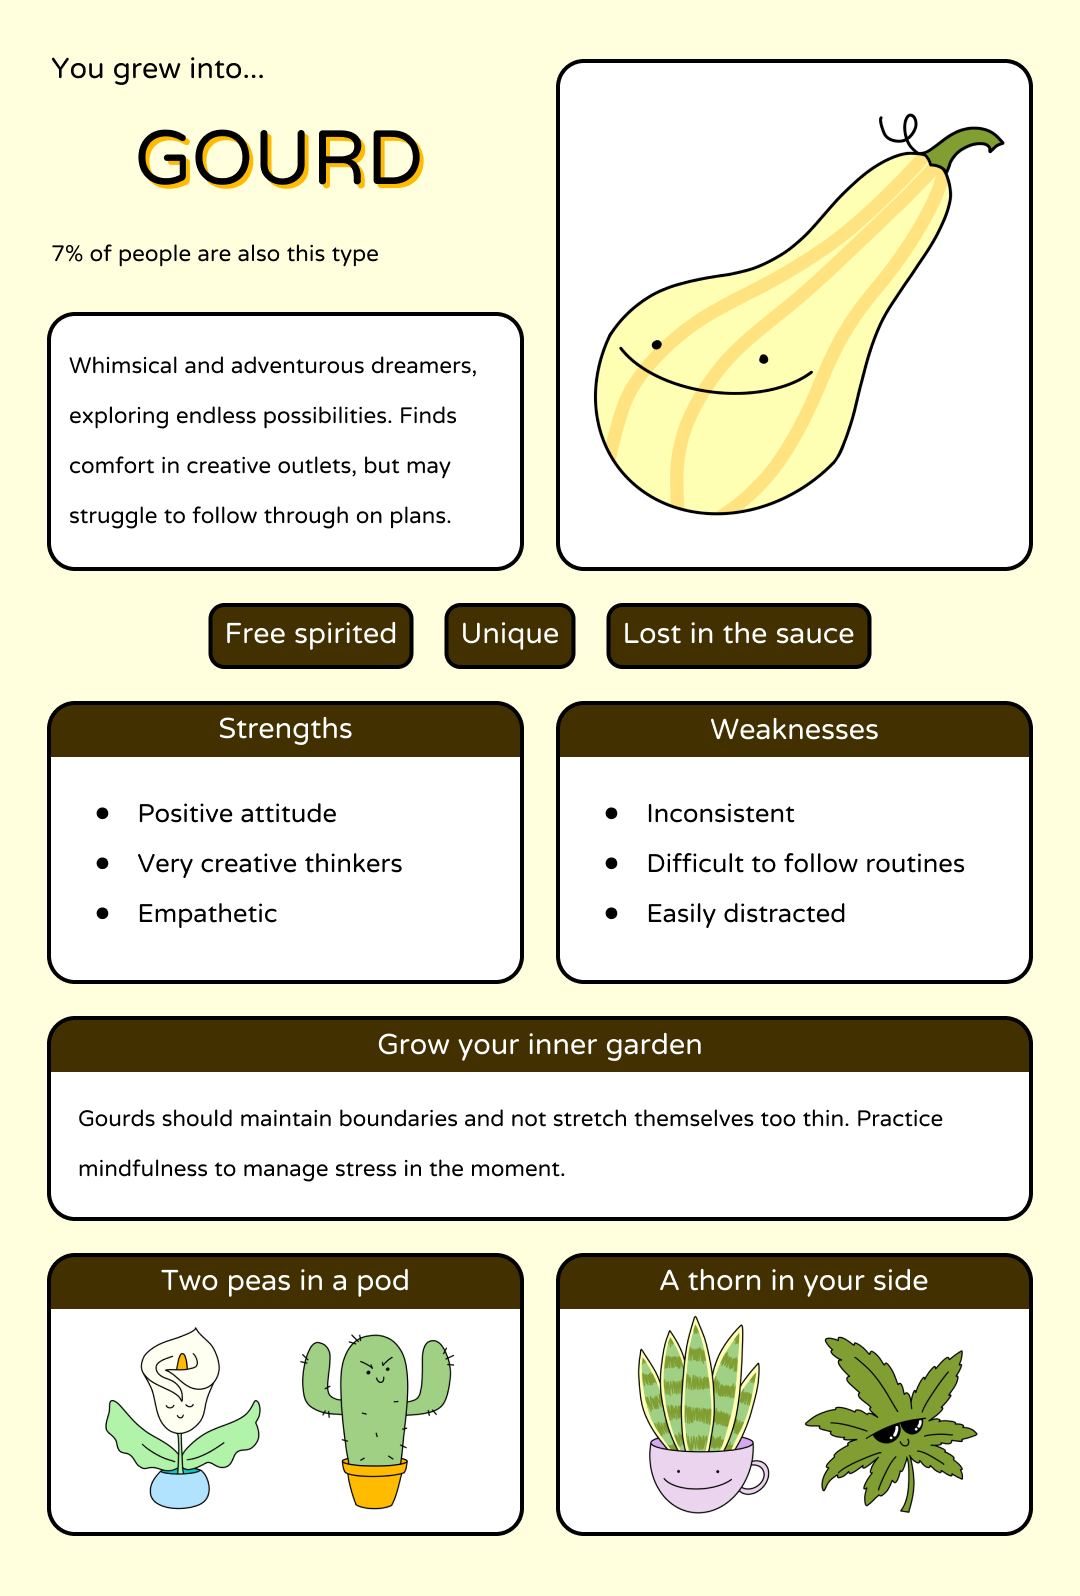 You grew into...
GOURD
7% of people are also this type
Whimsical and adventurous dreamers,
exploring endless possibilities. Finds
comfort in creative outlets, but may
struggle to follow through on plans.
Free spirited
Unique
Lost in the sauce
Strengths
● Positive attitude
● Very creative thinkers
● Empathetic
Weaknesses
● Inconsistent
● Difficult to follow routines
● Easily distracted
Grow your inner garden
Gourds should maintain boundaries and not stretch themselves too thin. Practice
mindfulness to manage stress in the moment.
Two peas in a pod
A thorn in your side